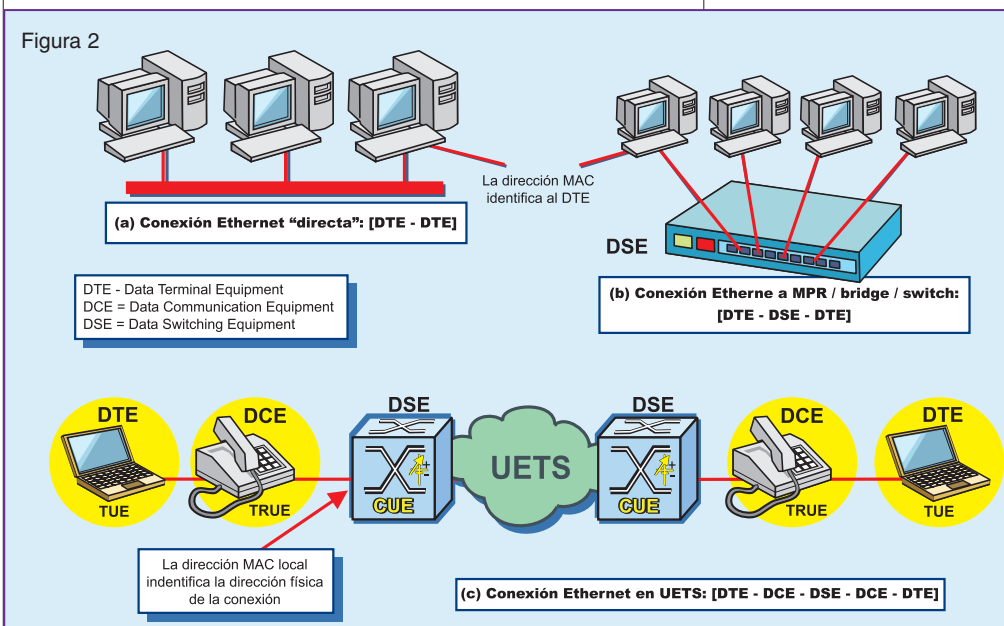 Figura 2
La dirección MAC
identifica al DTE
(a) Conexión Ethernet “directa”: [DTE - DTE]
DSE
DTE - Data Terminal Equipment
DCE = Data Communication Equipment
DSE = Data Switching Equipment
(b) Conexión Etherne a MPR / bridge / switch:
[DTE - DSE - DTE]
DTE
DCE
DSE
DSE
DCE
DTE
UETS
CUE
CUE
TUE
TRUE
TRUE
TUE
La dirección MAC local
indentifica la dirección física
de la conexión
(c) Conexión Ethernet en UETS: [DTE - DCE - DSE - DCE - DTE]